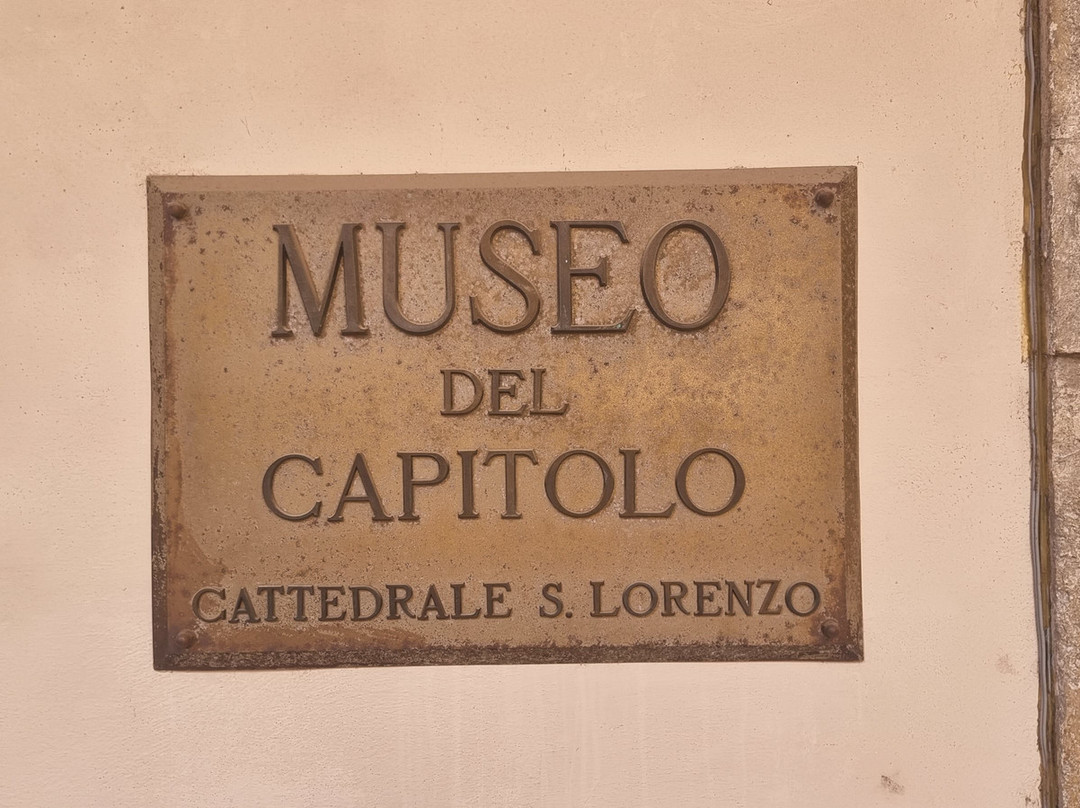 MUSEO
DEL
CAPITOLO
CATTEDRALE S. LORENZO